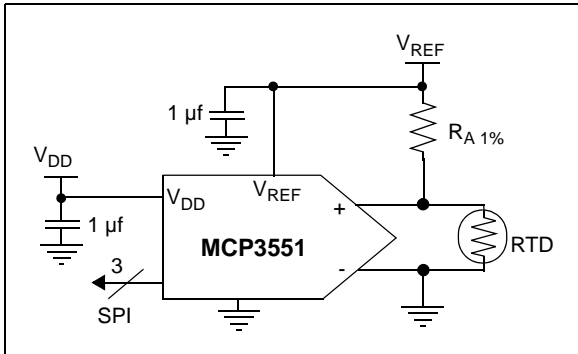 V_REF
1 µf
R_A 1%
V_DD
V_DD
V_REF
+
1 µf
MCP3551
RTD
-
3
SPI